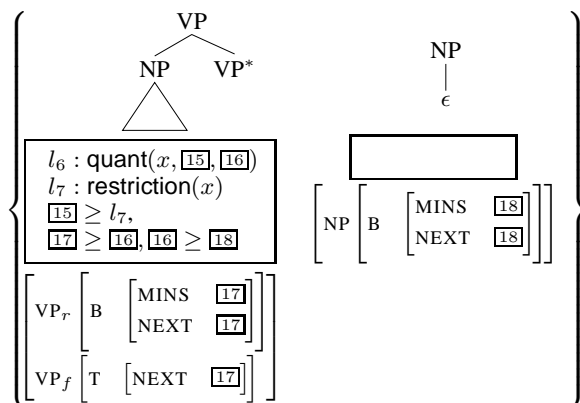 VP
NP VP*
NP
ϵ
l₆ : quant(x, 15, 16)
l₇ : restriction(x)
15 ≥ l₇,
17 ≥ 16, 16 ≥ 18
NP B MINS 18
NEXT 18
VPᵣ B MINS 17
NEXT 17
VP_f T NEXT 17